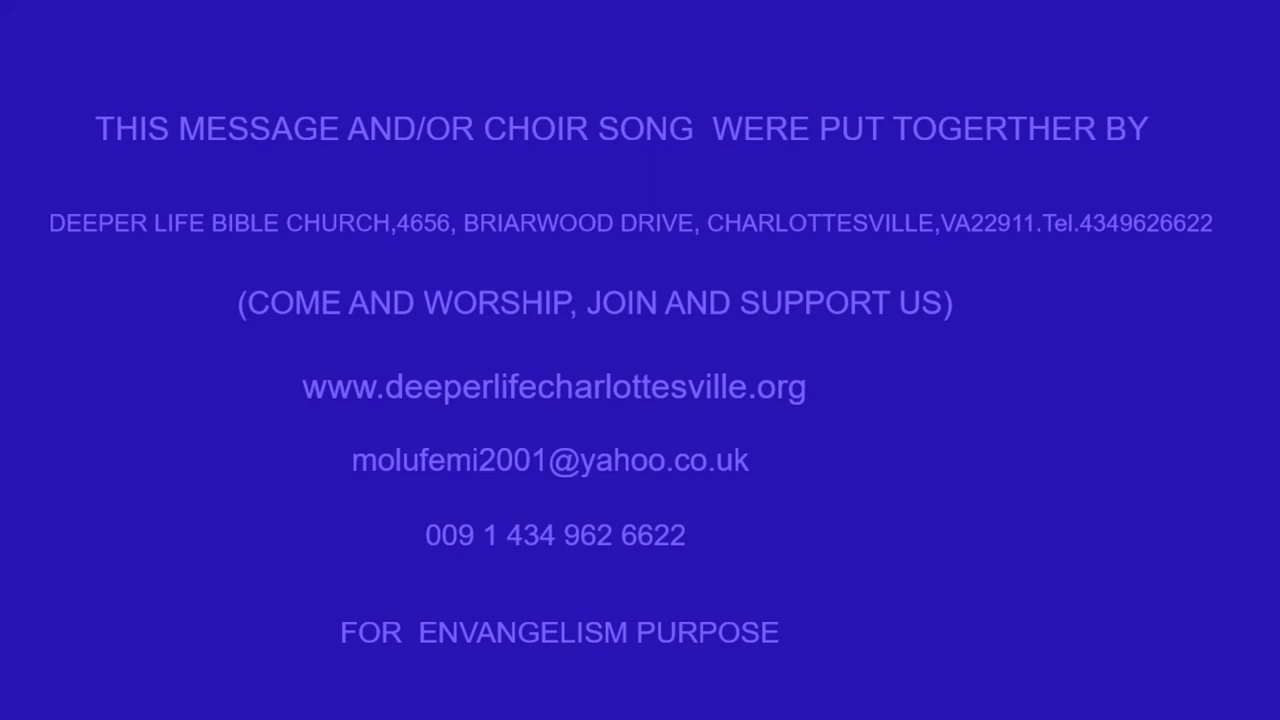 THIS MESSAGE AND/OR CHOIR SONG  WERE PUT TOGERTHER BY
DEEPER LIFE BIBLE CHURCH,4656, BRIARWOOD DRIVE, CHARLOTTESVILLE,VA22911.Tel.4349626622
(COME AND WORSHIP, JOIN AND SUPPORT US)
www.deeperlifecharlottesville.org
molufemi2001@yahoo.co.uk
009 1 434 962 6622
FOR  ENVANGELISM PURPOSE